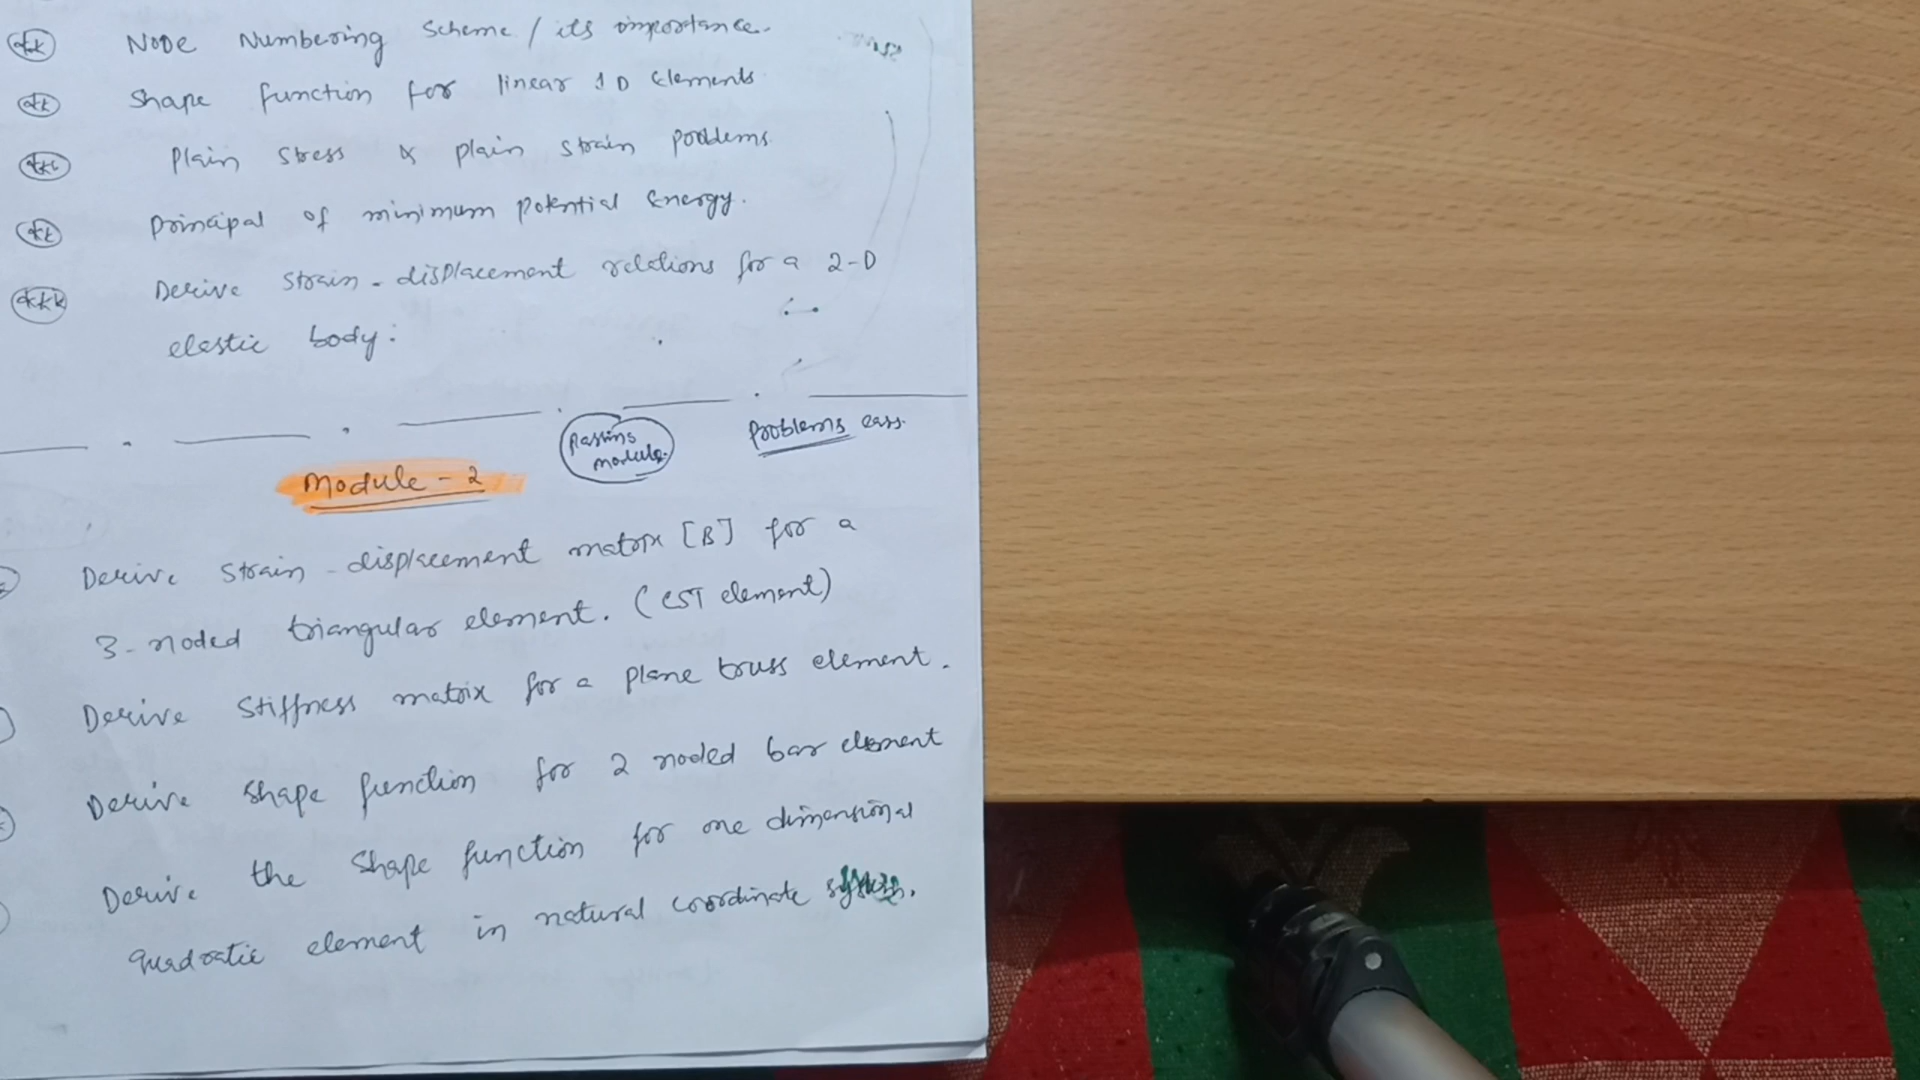 Node Numbering Scheme / its importance.
Shape function for linear 1D Elements
Plain stress & plain strain problems.
Principal of minimum potential Energy.
Derive strain-displacement relations for a 2-D
elastic body:
Passing
module.
Problems easy.
Module-2
Derive strain-displacement matrix [B] for a
3-noded triangular element. (CST element)
Derive stiffness matrix for a plane truss element.
Derive shape function for 2 noded bar element
Derive the shape function for one dimensional
quadratic element in natural coordinate system.